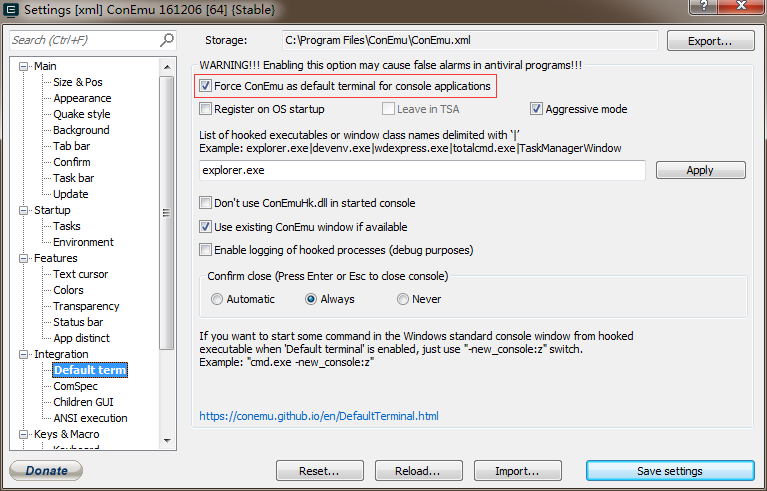 Settings [xml] ConEmu 161206 [64] {Stable}
Search (Ctrl+F)
Storage:
C:\Program Files\ConEmu\ConEmu.xml
Export...
Main
Size & Pos
Appearance
Quake style
Background
Tab bar
Confirm
Task bar
Update
Startup
Tasks
Environment
Features
Text cursor
Colors
Transparency
Status bar
App distinct
Integration
Default term
ComSpec
Children GUI
ANSI execution
Keys & Macro
WARNING!!! Enabling this option may cause false alarms in antiviral programs!!!
Force ConEmu as default terminal for console applications
Register on OS startup
Leave in TSA
Aggressive mode
List of hooked executables or window class names delimited with '|'
Example: explorer.exe|devenv.exe|wdexpress.exe|totalcmd.exe|TaskManagerWindow
explorer.exe
Apply
Don't use ConEmuHk.dll in started console
Use existing ConEmu window if available
Enable logging of hooked processes (debug purposes)
Confirm close (Press Enter or Esc to close console)
Automatic
Always
Never
If you want to start some command in the Windows standard console window from hooked
executable when 'Default terminal' is enabled, just use "-new_console:z" switch.
Example: "cmd.exe -new_console:z"
https://conemu.github.io/en/DefaultTerminal.html
Donate
Reset...
Reload...
Import...
Save settings